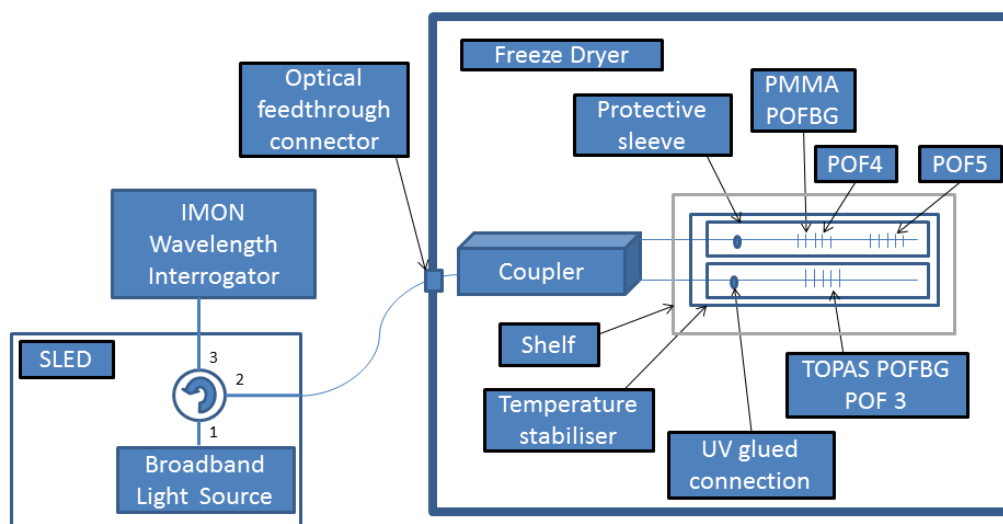 Freeze Dryer
Optical
feedthrough
connector
Protective
sleeve
PMMA
POFBG
POF4
POF5
IMON
Wavelength
Interrogator
Coupler
SLED
3
2
1
Shelf
Temperature
stabiliser
UV glued
connection
TOPAS POFBG
POF 3
Broadband
Light Source